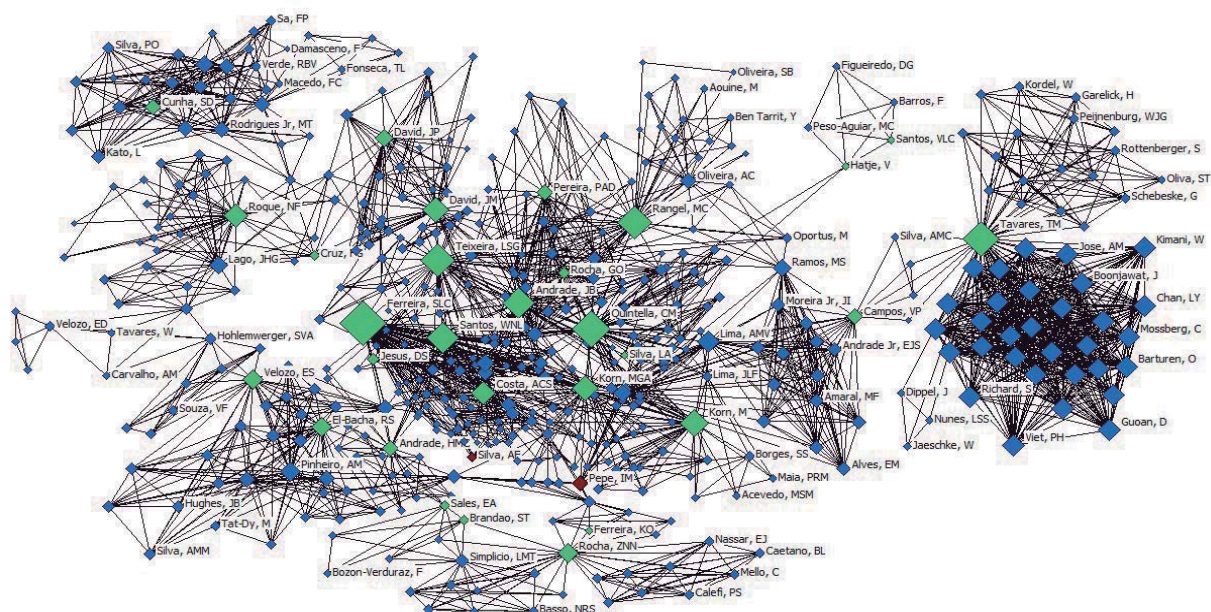 Sa, FP
Silva, PO
Damasceno, F
Verde, RBV
Fonseca, TL
Macedo, FC
Cunha, SD
Rodrigues Jr, MT
Kato, L
David, JP
Oliveira, SB
Aouine, M
Ben Tarrit, Y
Oliveira, AC
Figueiredo, DG
Barros, F
Peso-Aguiar, MC
Santos, VLC
Hatje, V
Kordel, W
Garelick, H
Peijnenburg, WJG
Rottenberger, S
Oliva, ST
Schebeske, G
Tavares, TM
Roque, NF
Lago, JHG
Cruz, FG
David, JM
Pereira, PAD
Rangel, MC
Teixeira, LSG
Rocha, GO
Andrade, JB
Oportus, M
Ramos, MS
Silva, AMC
Jose, AM
Kimani, W
Boonjawat, J
Chan, LY
Mossberg, C
Barturen, O
Richard, S
Guoan, D
Viet, PH
Ferreira, SLC
Santos, WNL
Quintella, CM
Moreira Jr, JI
Campos, VP
Velozo, ED
Tavares, W
Hohlemwerger, SVA
Carvalho, AM
Jesus, DS
Silva, LA
Lima, AMV
Andrade Jr, EJS
Velozo, ES
Costa, ACS
Korn, MGA
Lima, JLF
Amaral, MF
Dippel, J
Nunes, LSS
Jaeschke, W
Souza, VF
El-Bacha, RS
Andrade, HM
Korn, M
Silva, AF
Borges, SS
Alves, EM
Pinheiro, AM
Pepe, IM
Maia, PRM
Acevedo, MSM
Hughes, JB
Tat-Dy, M
Silva, AMM
Sales, EA
Brandao, ST
Ferreira, KO
Simplicio, LMT
Rocha, ZNN
Bozon-Verduraz, F
Basso, NRS
Nassar, EJ
Caetano, BL
Mello, C
Calefi, PS